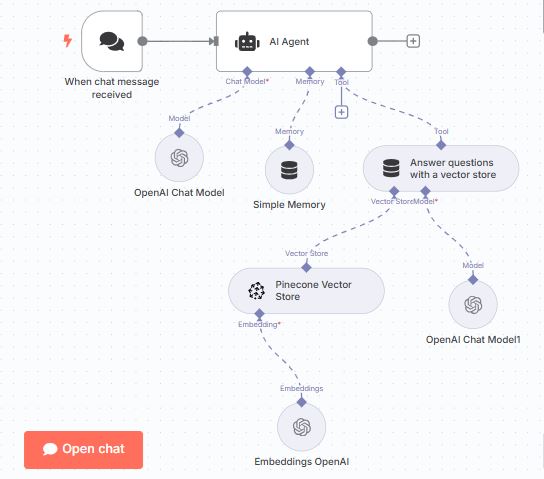 AI Agent
When chat message
received
Chat Model*
Memory
Tool
Model
OpenAI Chat Model
Memory
Simple Memory
Tool
Answer questions
with a vector store
Vector Store
Model*
Vector Store
Pinecone Vector
Store
Embedding*
Model
OpenAI Chat Model1
Embeddings
Embeddings OpenAI
Open chat